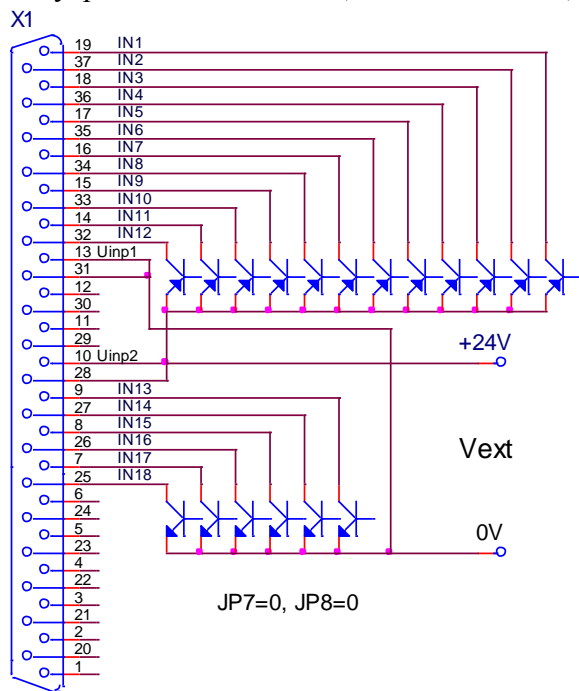 X1
19 IN1
37 IN2
18 IN3
36 IN4
17 IN5
35 IN6
16 IN7
34 IN8
15 IN9
33 IN10
14 IN11
32 IN12
13 Uinp1
31
12
30
11
29
+24V
10 Uinp2
28
9 IN13
27 IN14
8 IN15
Vext
26 IN16
7 IN17
25 IN18
6
24
5
0V
23
4
22
3
JP7=0, JP8=0
21
2
20
1